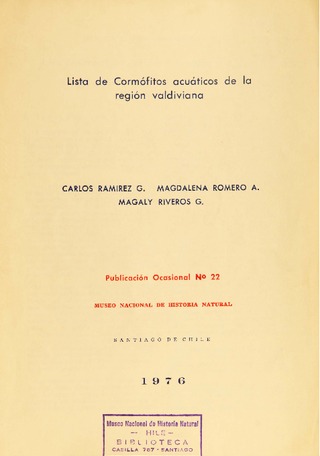 Lista de Cormófitos acuáticos de la
región valdiviana
CARLOS RAMIREZ G. MAGDALENA ROMERO A.
MAGALY RIVEROS G.
Publicación Ocasional Nº 22
MUSEO NACIONAL DE HISTORIA NATURAL
SANTIAGO DE CHILE
1976
Museo Nacional de Historia Natural
— HILE —
BIBLIOTECA
CASILLA 787 - SANTIAGO